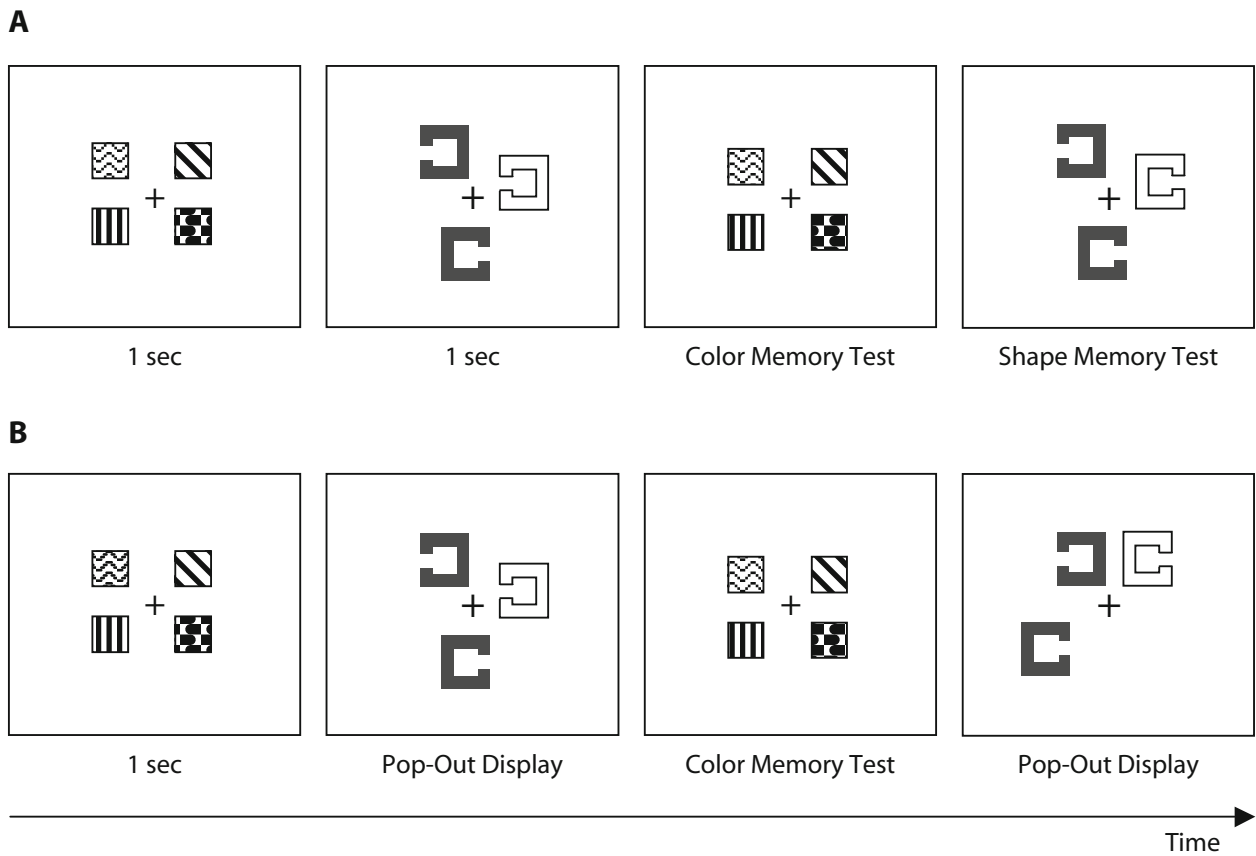 A
1 sec 1 sec Color Memory Test Shape Memory Test
B
1 sec Pop-Out Display Color Memory Test Pop-Out Display
Time